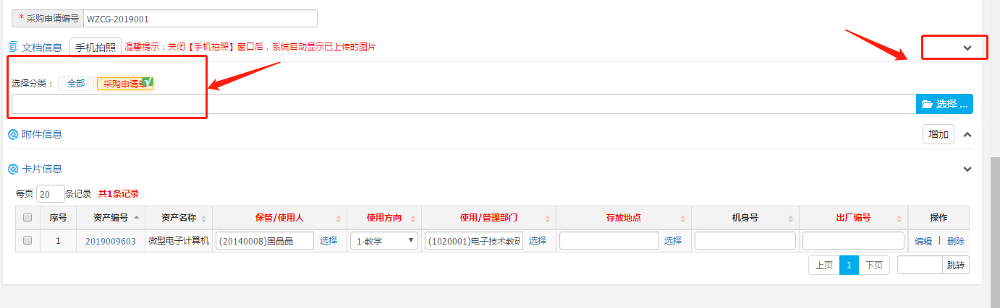 * 采购申请编号 WZCG-2019001
文档信息 手机拍照 温馨提示：关闭【手机拍照】窗口后，系统自动显示已上传的图片
选择分类： 全部 采购申请单
选择 ...
附件信息 增加
卡片信息
每页 20 条记录 共1条记录
序号 资产编号 资产名称 保管/使用人 使用方向 使用/管理部门 存放地点 机身号 出厂编号 操作
1 2019009603 微型电子计算机 (20140008)国晶晶 选择 1-教学 (1020001)电子技术教研 选择 选择 编辑 | 删除
上页 1 下页 跳转